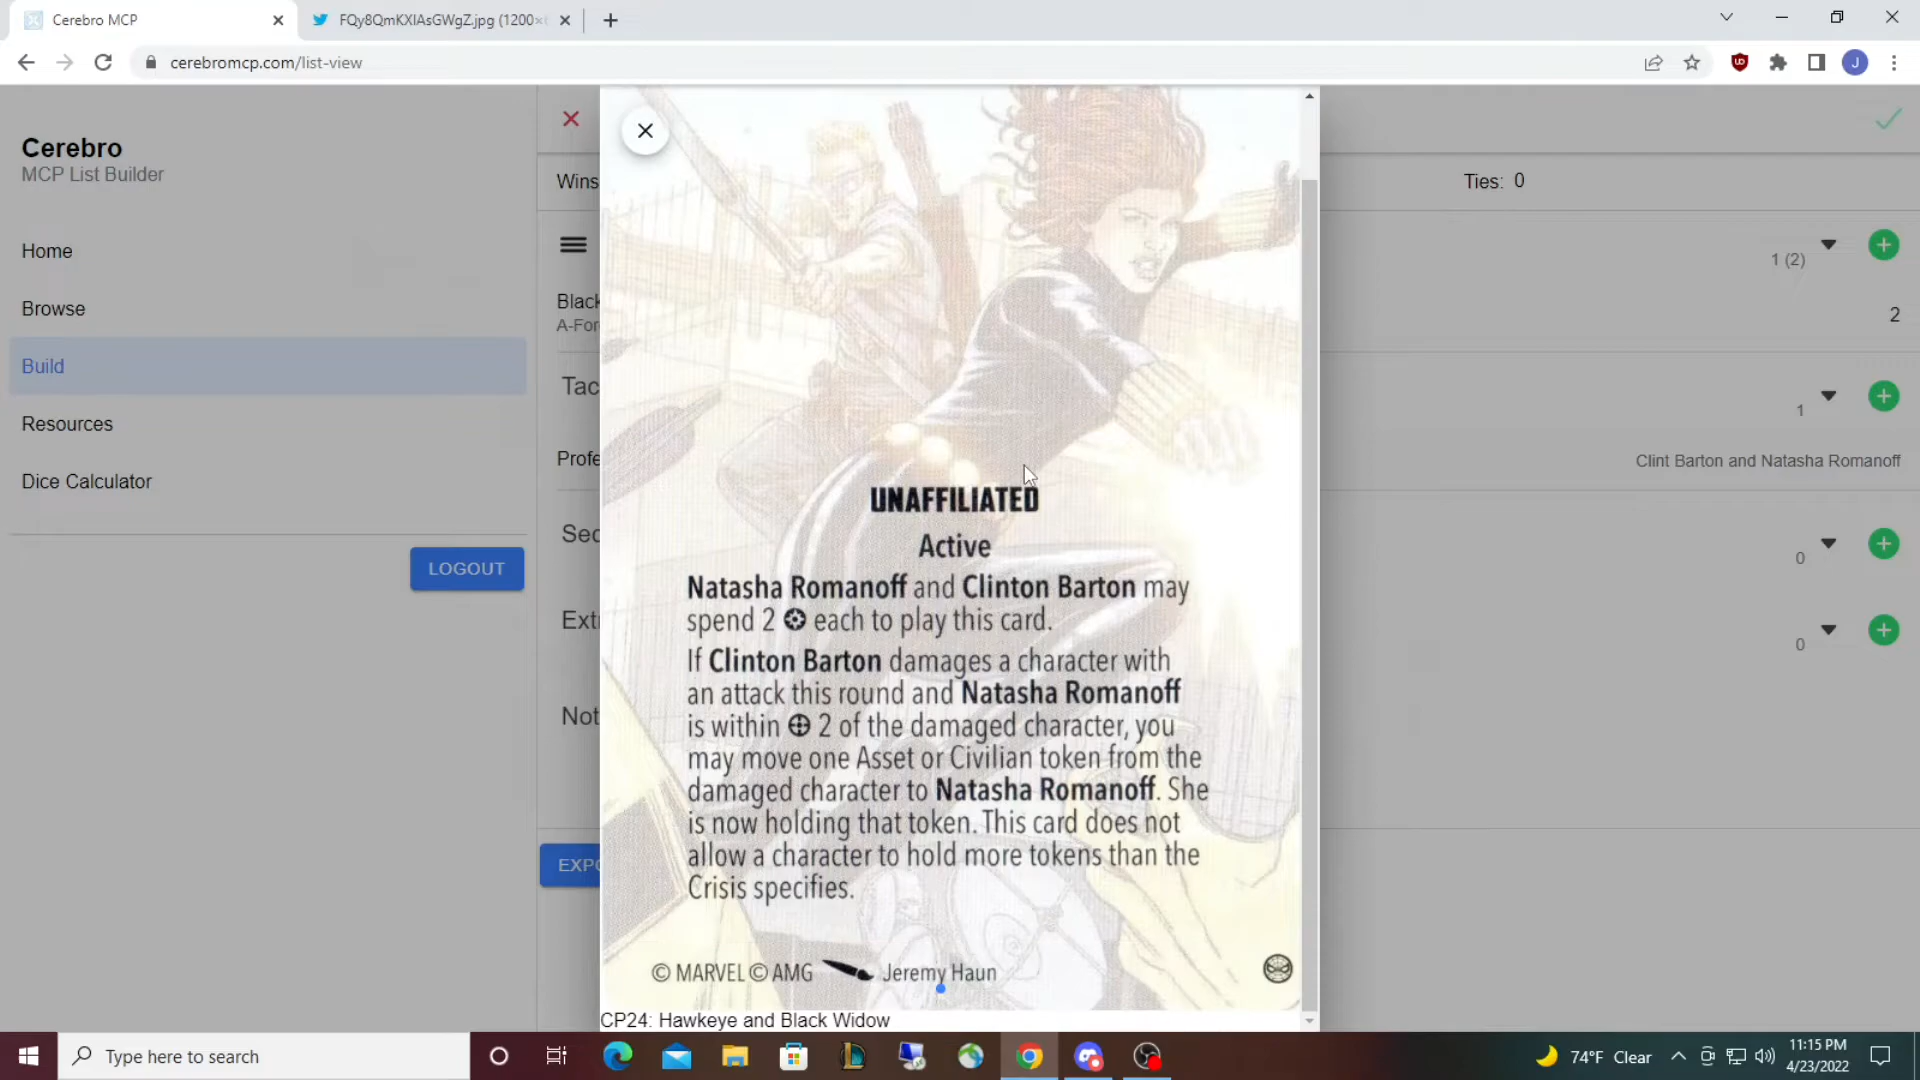 Cerebro MCP
FQy8QmKXIAsGWgZ.jpg (1200×
cerebromcp.com/list-view
J
Cerebro
MCP List Builder
Home
Browse
Build
Resources
Dice Calculator
LOGOUT
Wins
Ties: 0
1 (2)
Black
A-For
2
Tac
1
Profe
Clint Barton and Natasha Romanoff
Sec
0
Extr
0
Not
EXPO
UNAFFILIATED
Active
Natasha Romanoff and Clinton Barton may
spend 2 each to play this card.
If Clinton Barton damages a character with
an attack this round and Natasha Romanoff
is within 2 of the damaged character, you
may move one Asset or Civilian token from the
damaged character to Natasha Romanoff. She
is now holding that token. This card does not
allow a character to hold more tokens than the
Crisis specifies.
© MARVEL © AMG Jeremy Haun
CP24: Hawkeye and Black Widow
Type here to search
74°F Clear
11:15 PM
4/23/2022